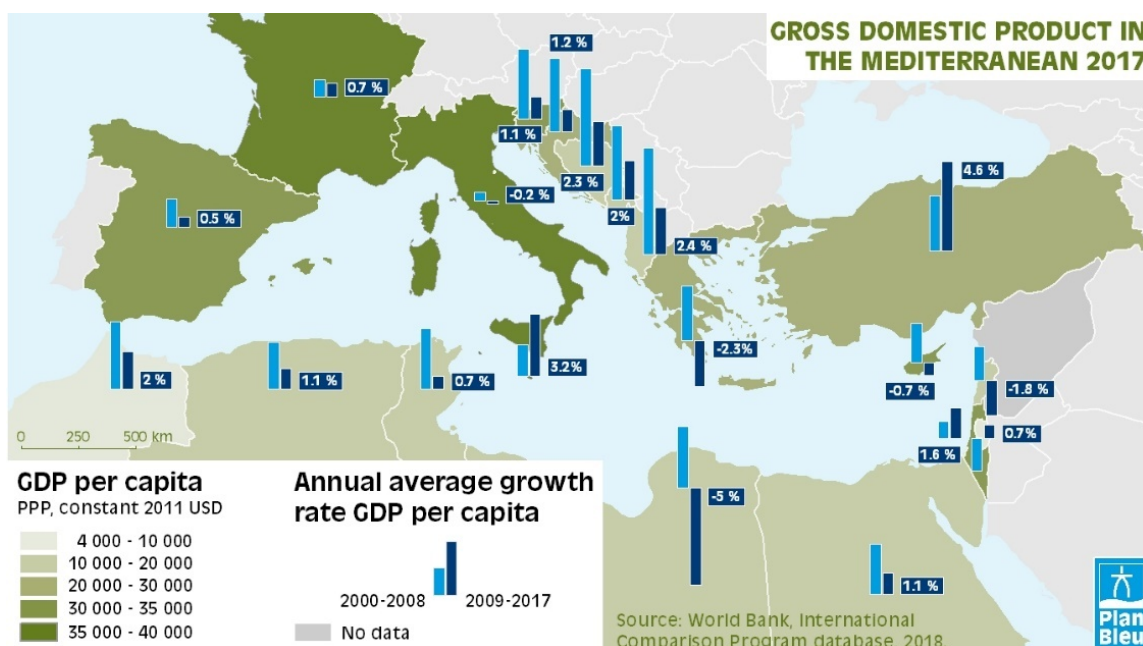 GROSS DOMESTIC PRODUCT IN
THE MEDITERRANEAN 2017
1.2 %
0.7 %
1.1 %
4.6 %
2.3 %
-0.2 %
0.5 %
2%
2.4 %
-2.3%
3.2%
2 %
1.1 %
0.7 %
-0.7 %
-1.8 %
0.7%
1.6 %
0 250 500 km
-5 %
1.1 %
GDP per capita
PPP, constant 2011 USD
4 000 - 10 000
10 000 - 20 000
20 000 - 30 000
30 000 - 35 000
35 000 - 40 000
Annual average growth
rate GDP per capita
2000-2008 2009-2017
No data
Source: World Bank, International
Comparison Program database, 2018
Plan
Bleu